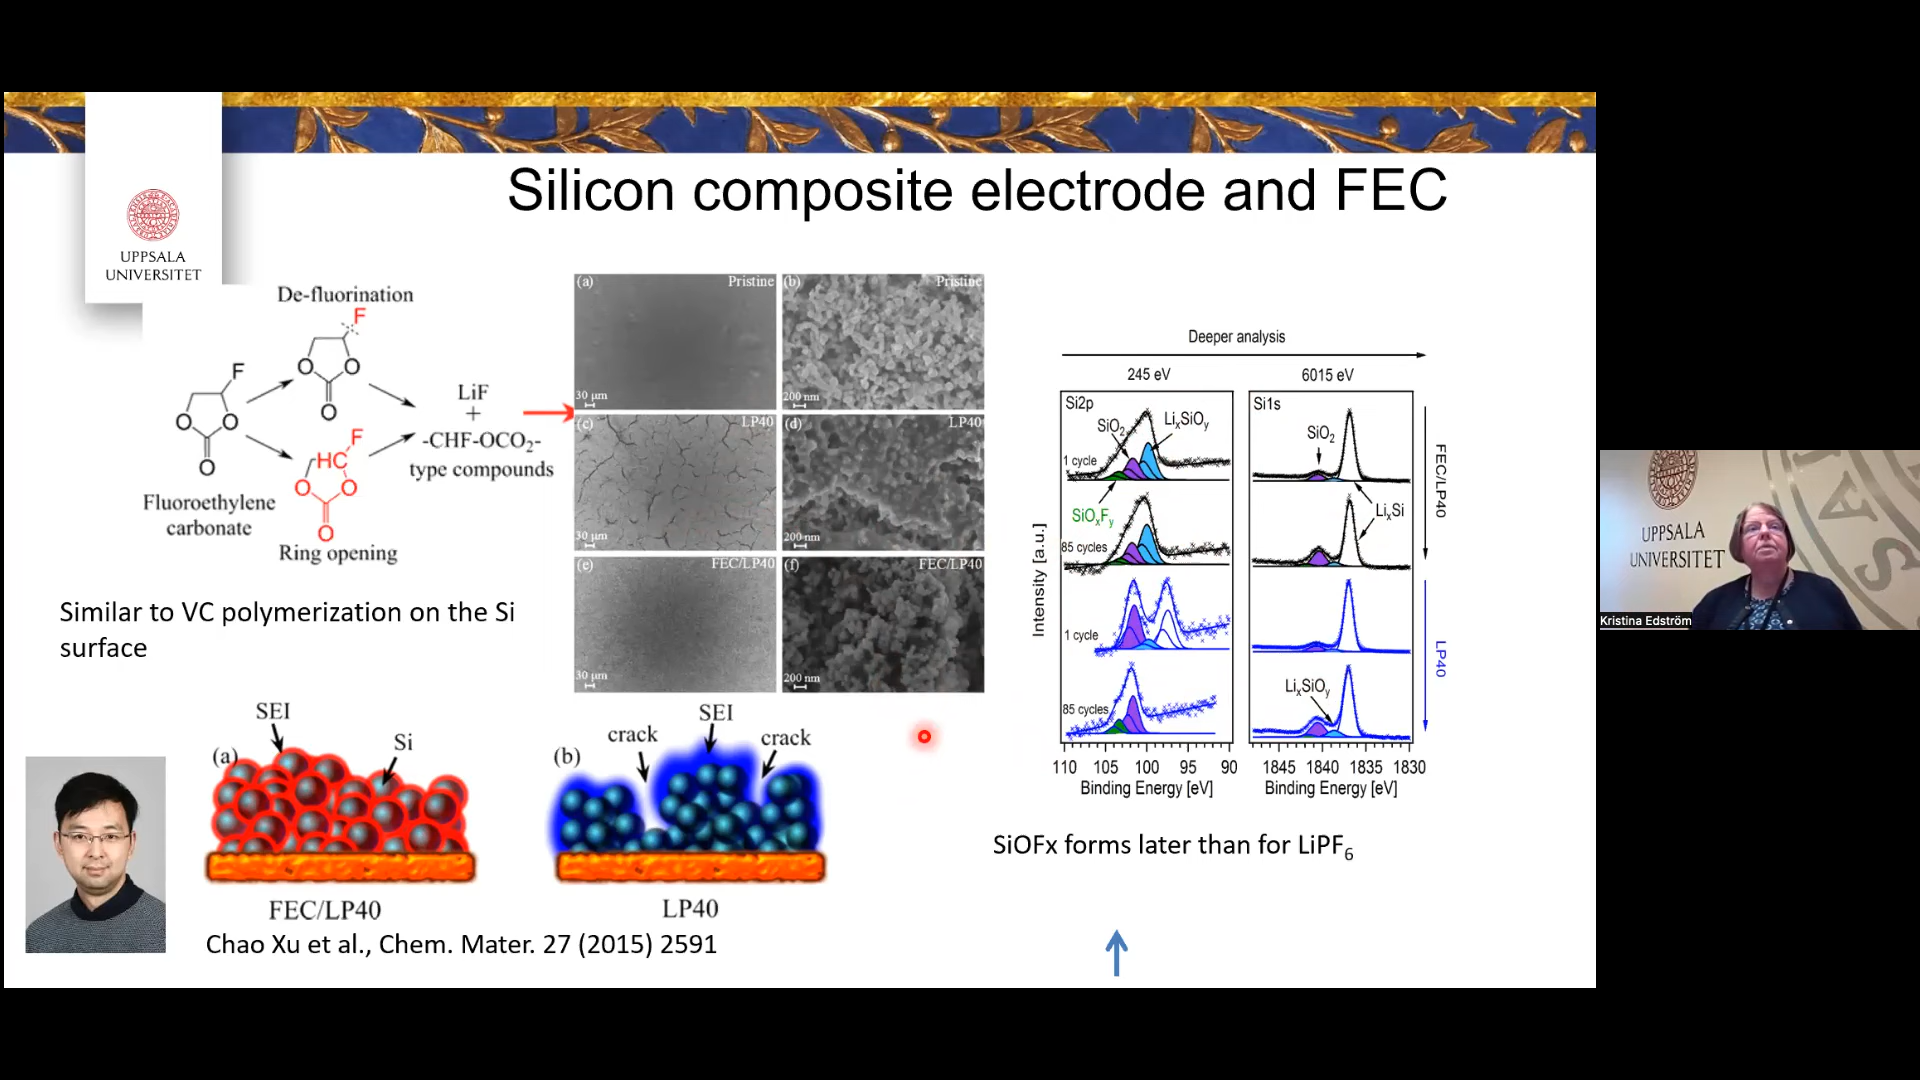 Silicon composite electrode and FEC
UPPSALA
UNIVERSITET
De-fluorination
F
O
O
O
F
O
O
O
Fluoroethylene
carbonate
F
HC
O
O
O
Ring opening
LiF
+
-CHF-OCO₂-
type compounds
(a) Pristine
30 μm
(b) Pristine
200 nm
(c) LP40
30 μm
(d) LP40
200 nm
(e) FEC/LP40
30 μm
(f) FEC/LP40
200 nm
Similar to VC polymerization on the Si
surface
(a)
SEI
Si
FEC/LP40
(b)
crack
SEI
crack
LP40
Chao Xu et al., Chem. Mater. 27 (2015) 2591
Deeper analysis
245 eV
6015 eV
Si2p
SiO₂
LiₓSiOᵧ
1 cycle
SiOₓFᵧ
85 cycles
1 cycle
85 cycles
Si1s
SiO₂
LiₓSi
LiₓSiOᵧ
FEC/LP40
LP40
Intensity [a.u.]
110 105 100 95 90
Binding Energy [eV]
1845 1840 1835 1830
Binding Energy [eV]
SiOFx forms later than for LiPF₆
UPPSALA
UNIVERSITET
Kristina Edström